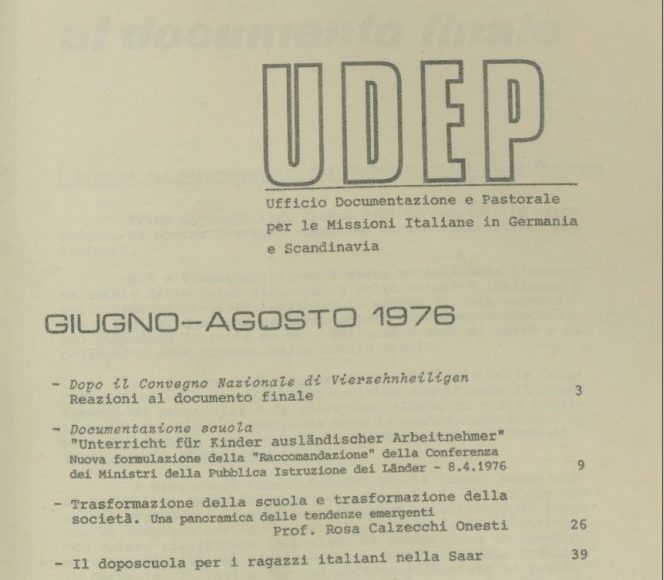 al documento finale
UDEP
Ufficio Documentazione e Pastorale
per le Missioni Italiane in Germania
e Scandinavia
GIUGNO-AGOSTO 1976
- Dopo il Convegno Nazionale di Vierzehnheiligen
Reazioni al documento finale 3
- Documentazione scuola
"Unterricht für Kinder ausländischer Arbeitnehmer"
Nuova formulazione della "Raccomandazione" della Conferenza
dei Ministri della Pubblica Istruzione dei Länder - 8.4.1976 9
- Trasformazione della scuola e trasformazione della
società. Una panoramica delle tendenze emergenti
Prof. Rosa Calzecchi Onesti 26
- Il doposcuola per i ragazzi italiani nella Saar 39